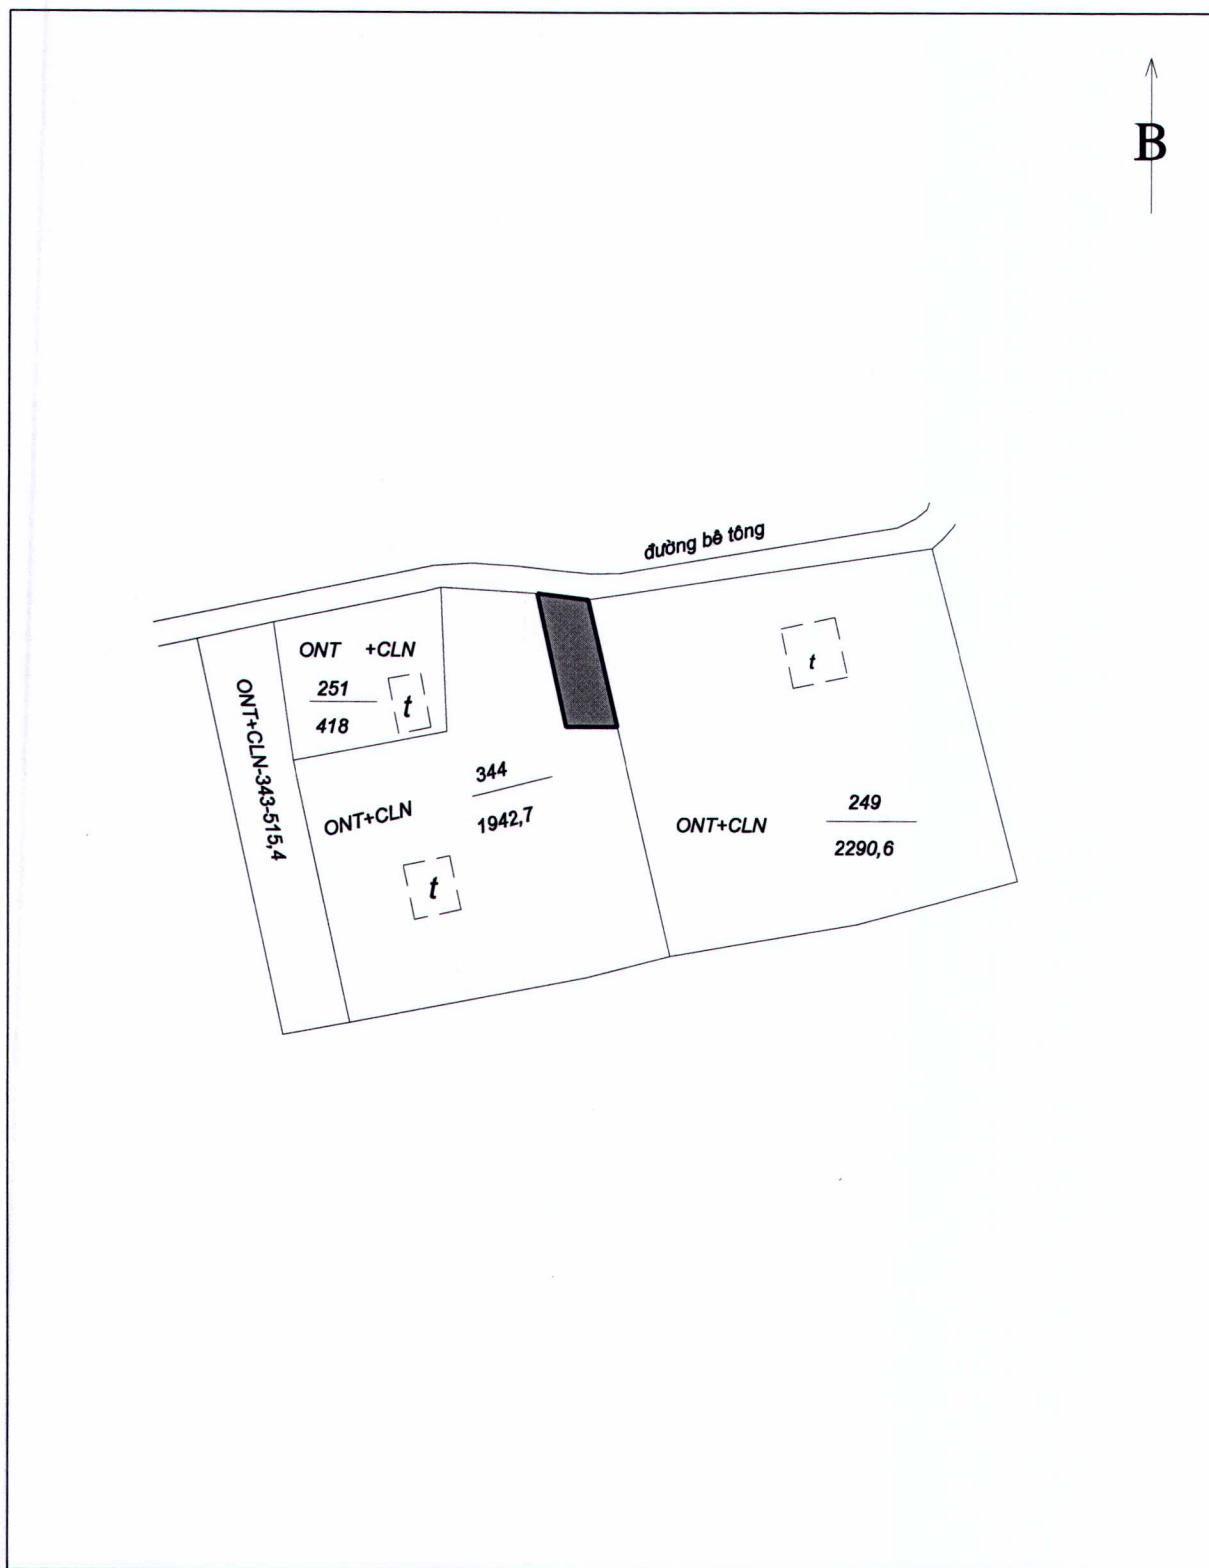 B
đường bê tông
ONT +CLN
251
418
t
ONT+CLN-343-515,4
344
1942,7
ONT+CLN
t
t
249
2290,6
ONT+CLN